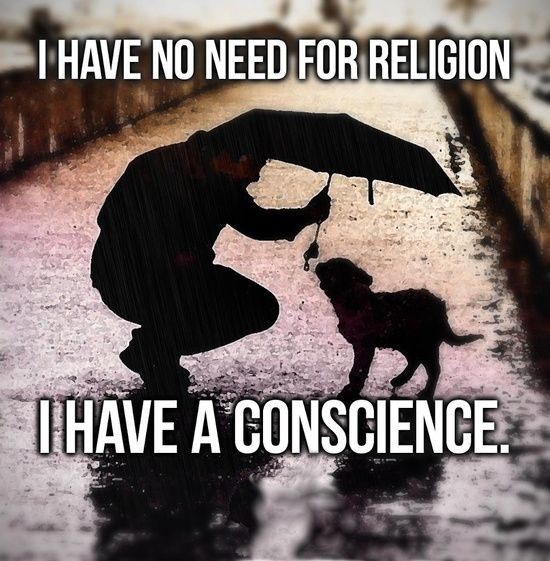 I HAVE NO NEED FOR RELIGION
I HAVE A CONSCIENCE.